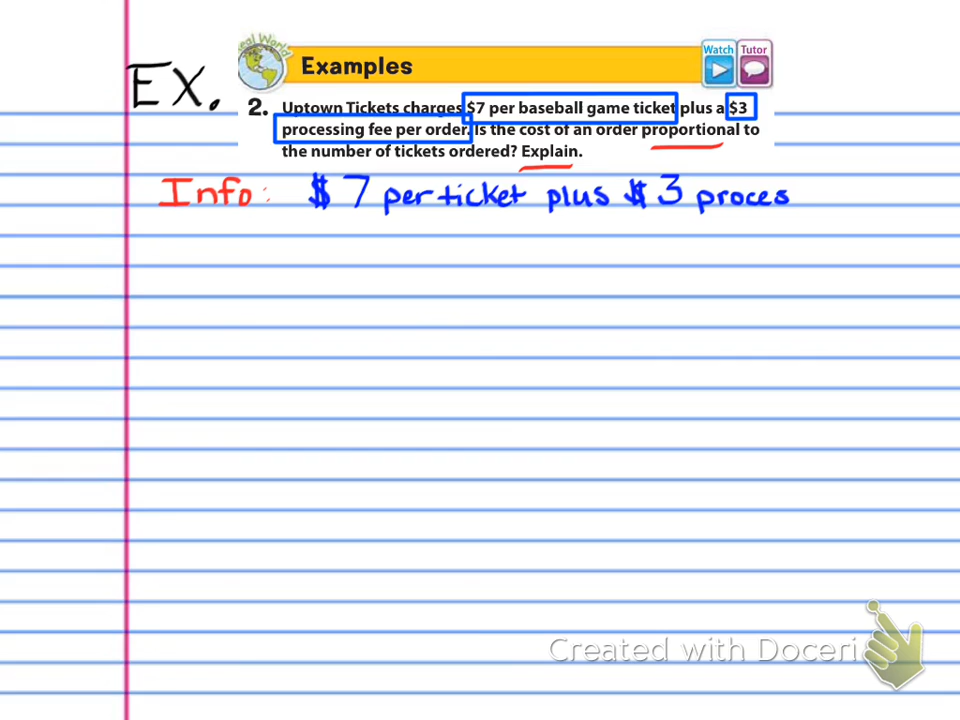 Real World
Examples
Watch
Tutor
EX.
2. Uptown Tickets charges $7 per baseball game ticket plus a $3
processing fee per order. Is the cost of an order proportional to
the number of tickets ordered? Explain.
Info: $7 per ticket plus $3 proces
Created with Doceri